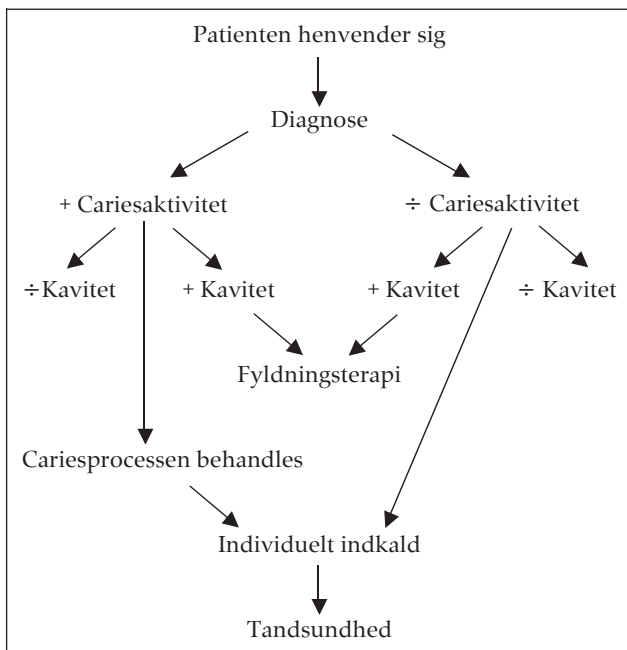 Patienten henvender sig
Diagnose
+ Cariesaktivitet
÷ Cariesaktivitet
÷Kavitet
+ Kavitet
+ Kavitet
÷ Kavitet
Fyldningsterapi
Cariesprocessen behandles
Individuelt indkald
Tandsundhed